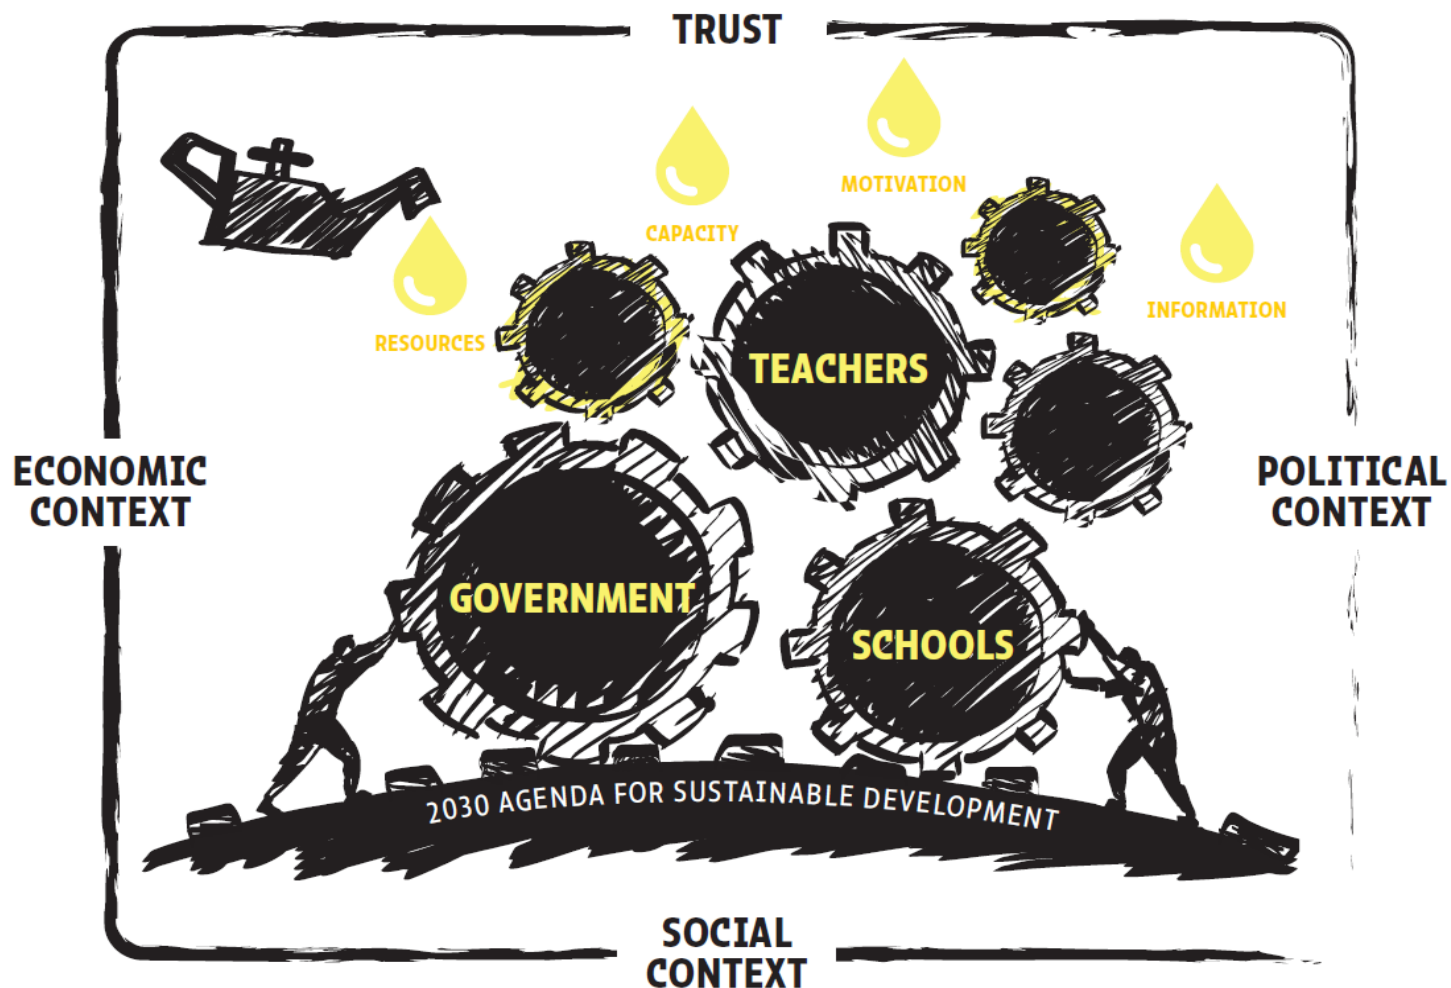 TRUST
MOTIVATION
CAPACITY
INFORMATION
RESOURCES
TEACHERS
ECONOMIC
CONTEXT
POLITICAL
CONTEXT
GOVERNMENT
SCHOOLS
2030 AGENDA FOR SUSTAINABLE DEVELOPMENT
SOCIAL
CONTEXT